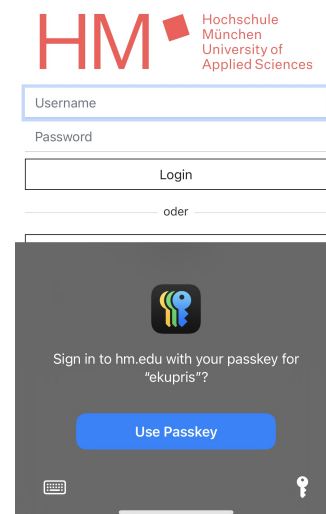 HM
Hochschule
München
University of
Applied Sciences
Username
Password
Login
oder
Sign in to hm.edu with your passkey for
“ekupris”?
Use Passkey